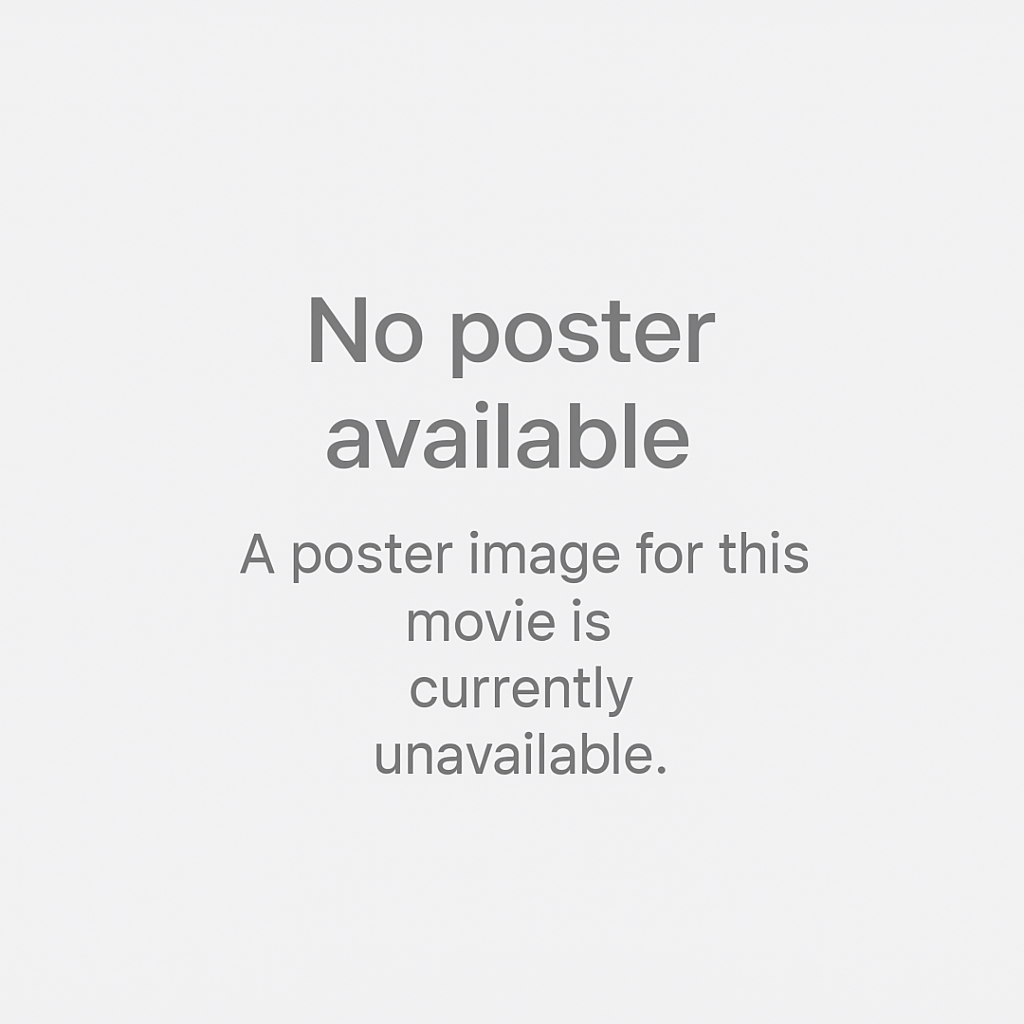 No poster
available
A poster image for this
movie is
currently
unavailable.